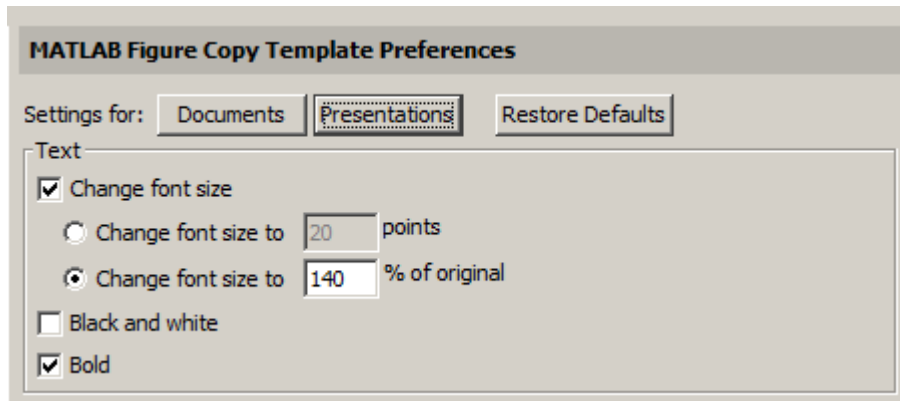 MATLAB Figure Copy Template Preferences
Settings for: Documents Presentations Restore Defaults
Text
Change font size
Change font size to 20 points
Change font size to 140 % of original
Black and white
Bold